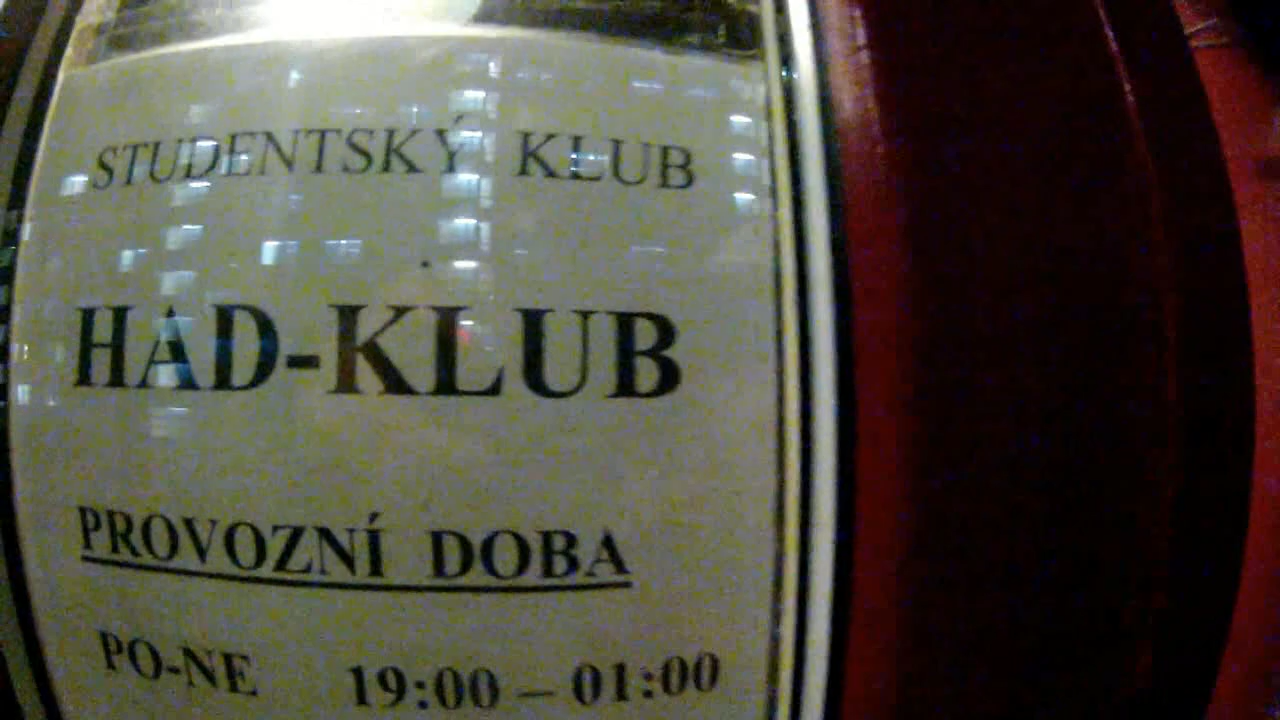 STUDENTSKÝ KLUB
HAD-KLUB
PROVOZNÍ DOBA
PO-NE 19:00 – 01:00